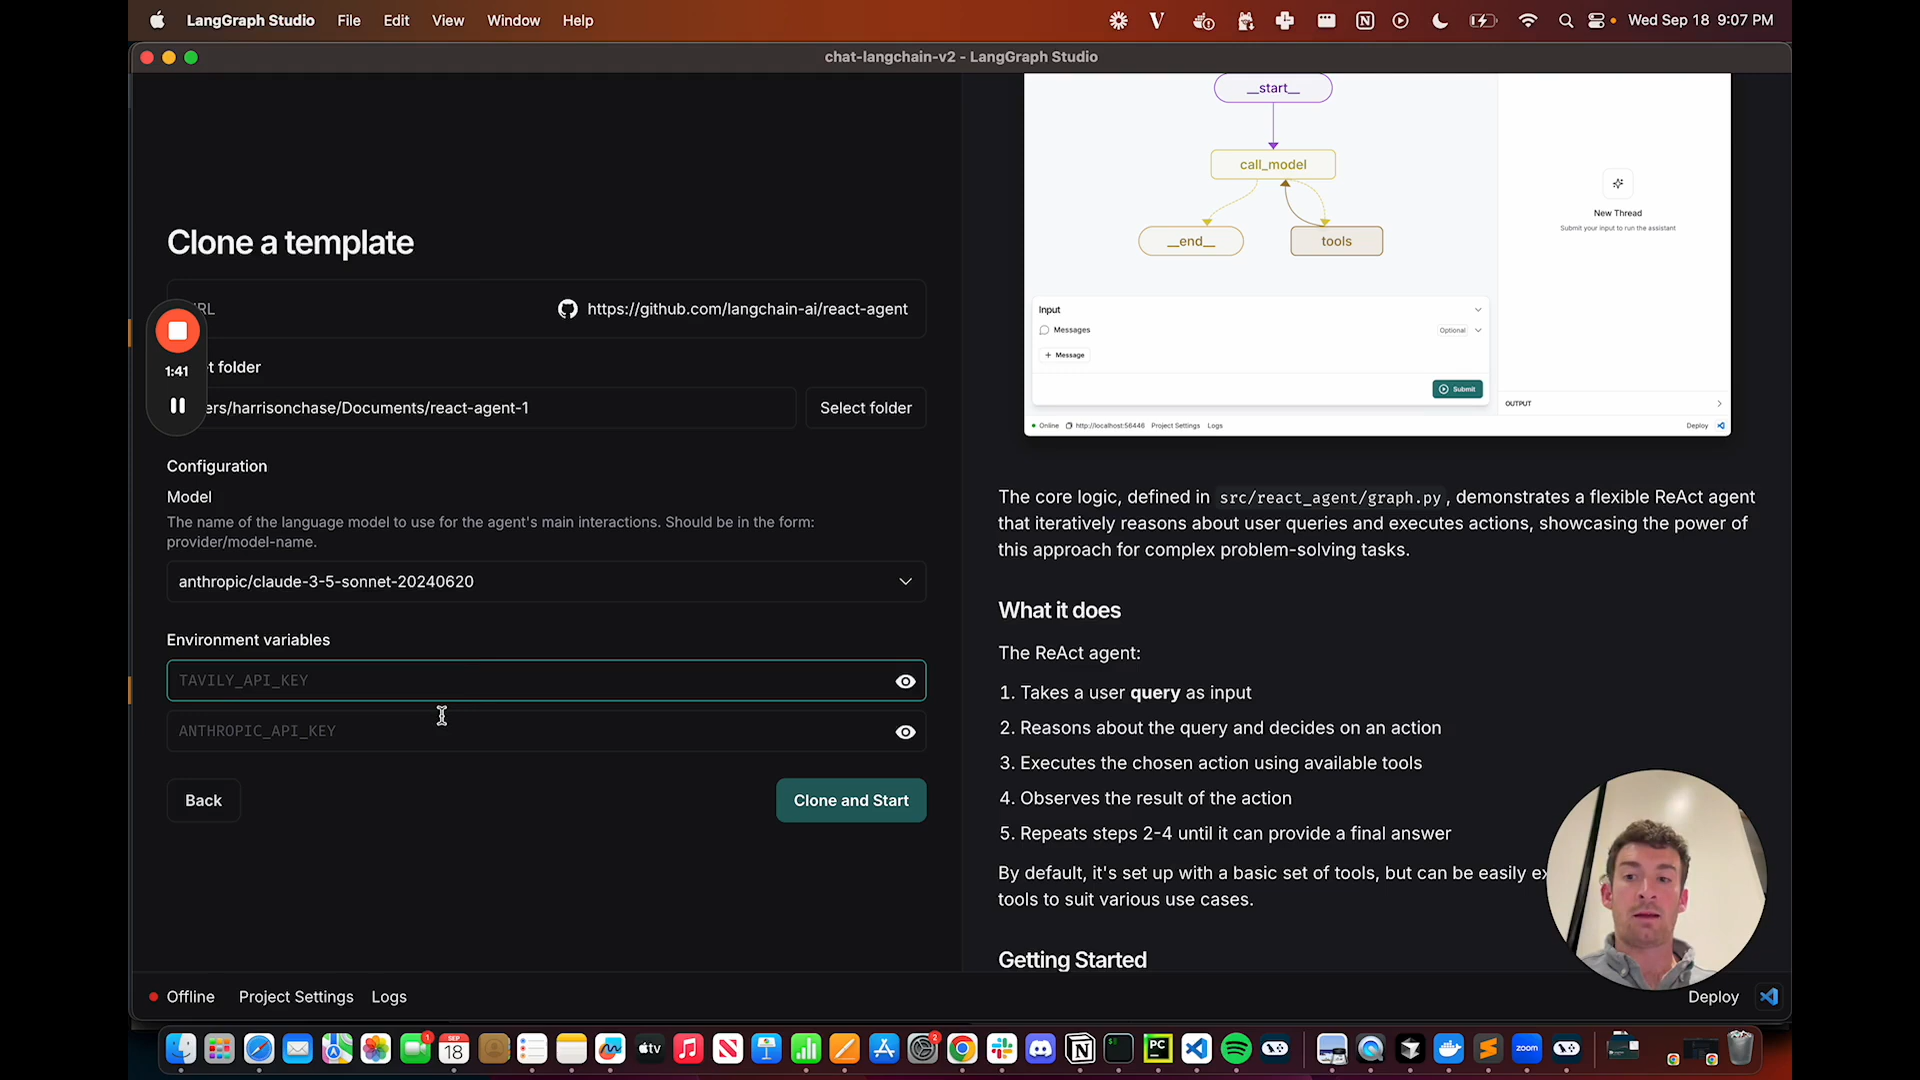 LangGraph Studio File Edit View Window Help
Wed Sep 18 9:07 PM
chat-langchain-v2 - LangGraph Studio
Clone a template
https://github.com/langchain-ai/react-agent
1:41
folder
/harrisonchase/Documents/react-agent-1
Select folder
Configuration
Model
The name of the language model to use for the agent's main interactions. Should be in the form:
provider/model-name.
anthropic/claude-3-5-sonnet-20240620
Environment variables
TAVILY_API_KEY
ANTHROPIC_API_KEY
Back
Clone and Start
__start__
call_model
__end__
tools
New Thread
Submit your input to run the assistant
Input
Messages
Optional
+ Message
Submit
OUTPUT
Online http://localhost:56446 Project Settings Logs
Deploy
The core logic, defined in src/react_agent/graph.py, demonstrates a flexible ReAct agent
that iteratively reasons about user queries and executes actions, showcasing the power of
this approach for complex problem-solving tasks.
What it does
The ReAct agent:
1. Takes a user query as input
2. Reasons about the query and decides on an action
3. Executes the chosen action using available tools
4. Observes the result of the action
5. Repeats steps 2-4 until it can provide a final answer
By default, it's set up with a basic set of tools, but can be easily
tools to suit various use cases.
Getting Started
Offline Project Settings Logs
Deploy
1
SEP
18
tv
2
PC
zoom